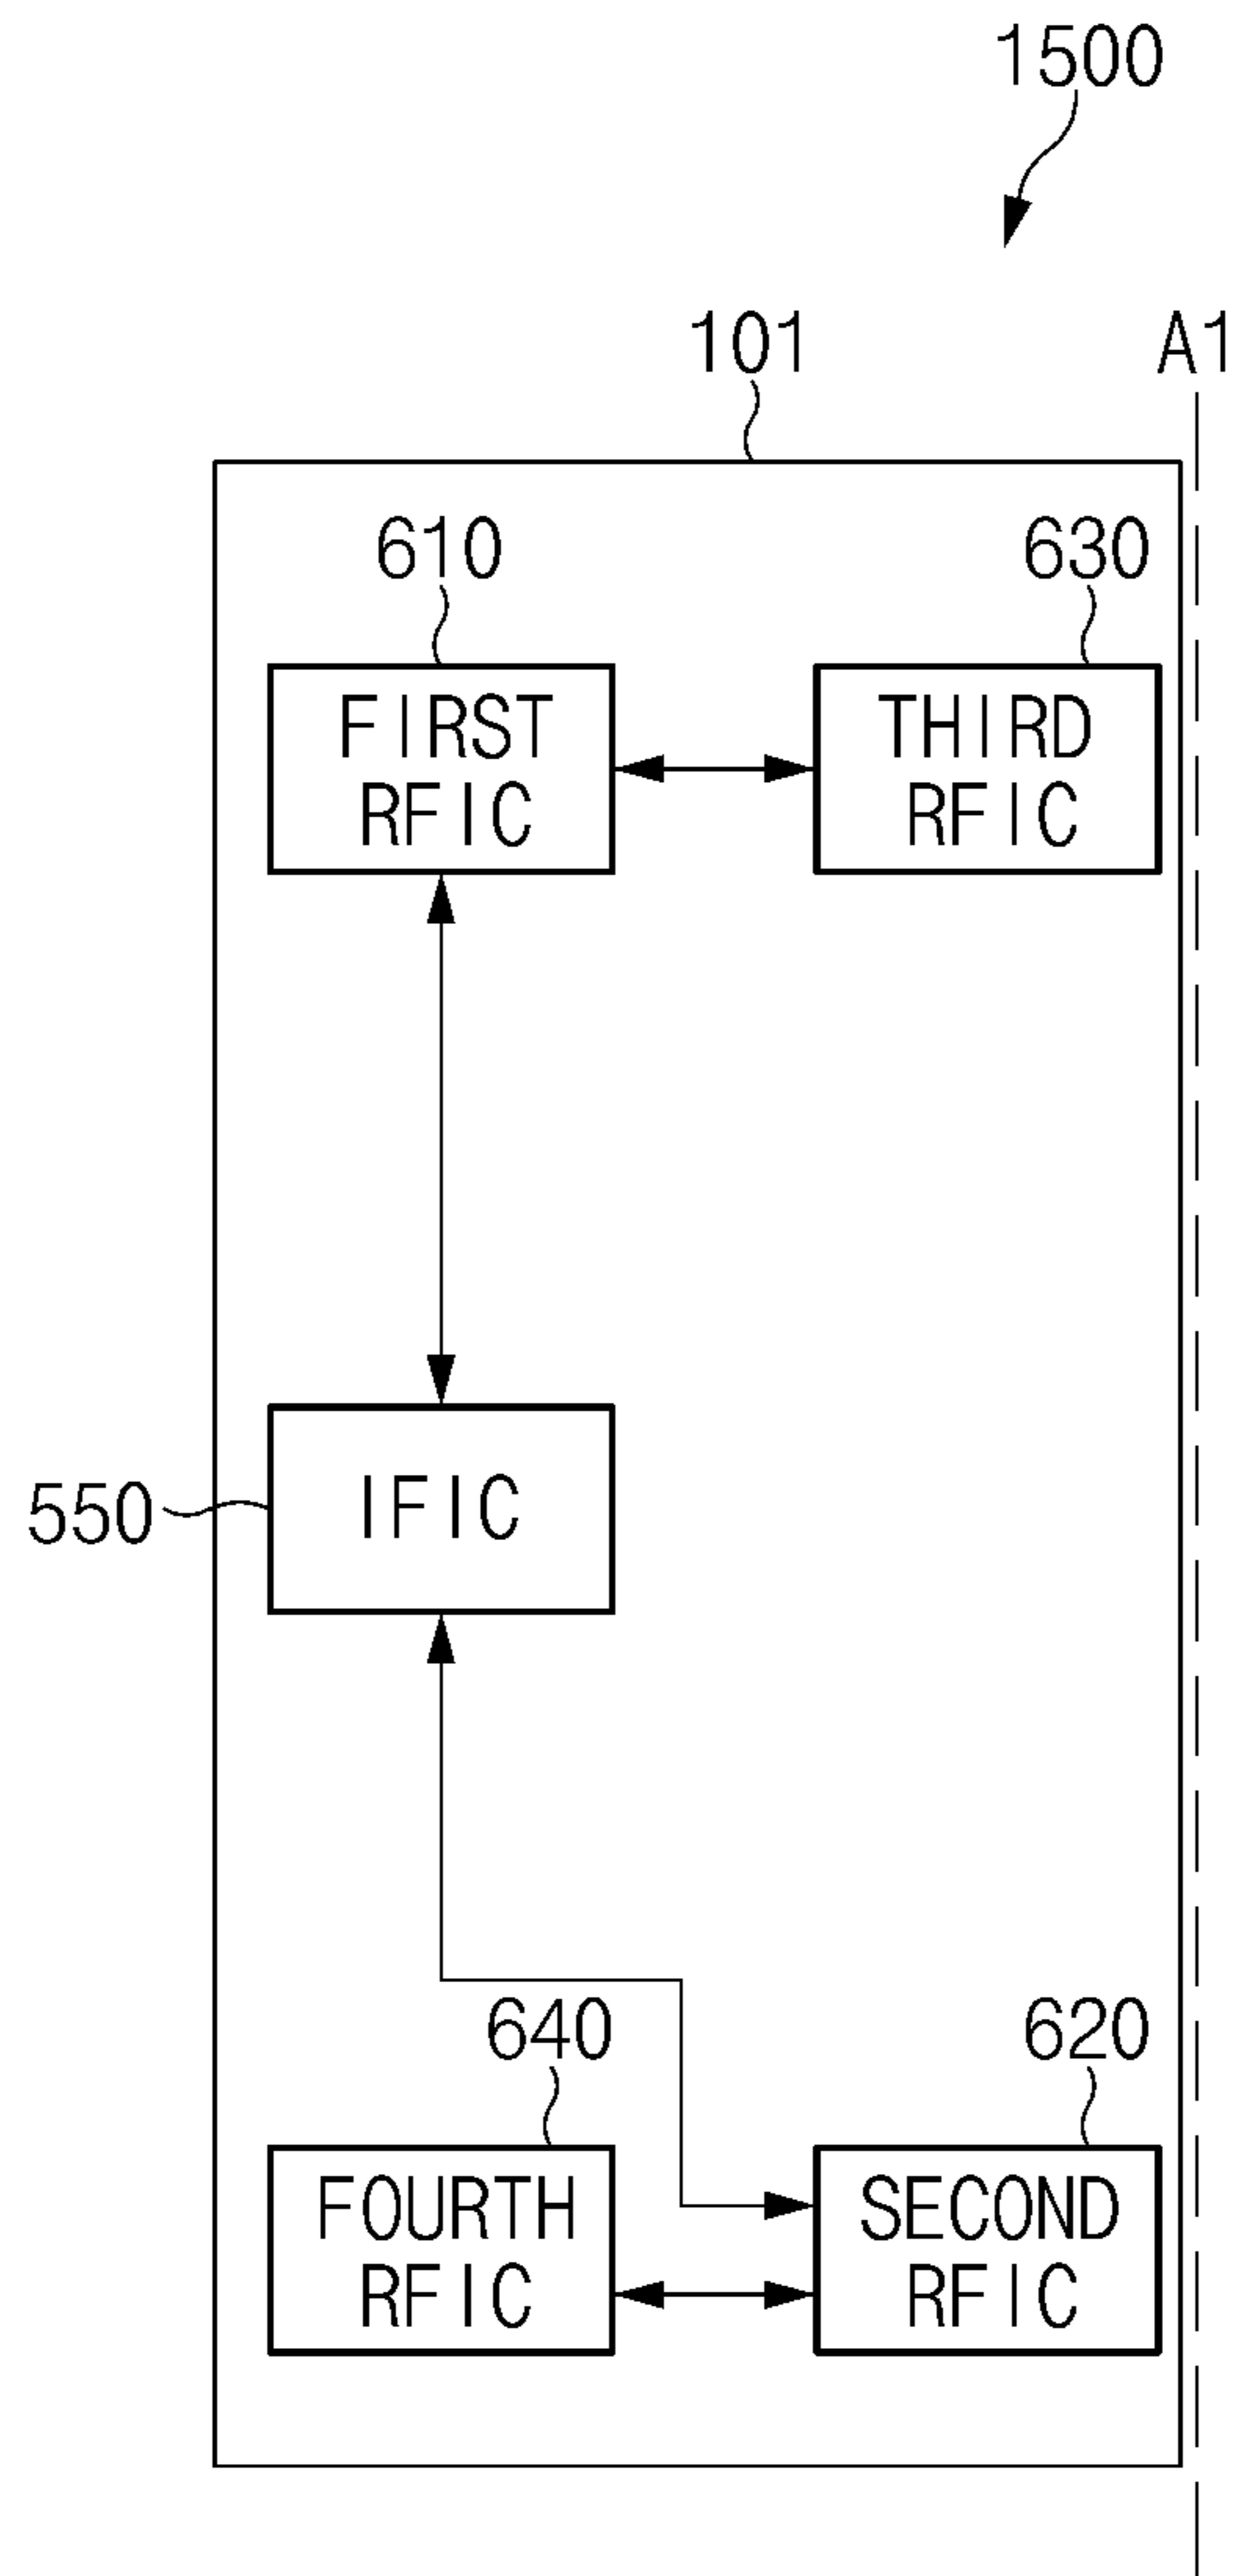 1500
101
A1
610
630
FIRST
RFIC
THIRD
RFIC
550
IFIC
640
620
FOURTH
RFIC
SECOND
RFIC